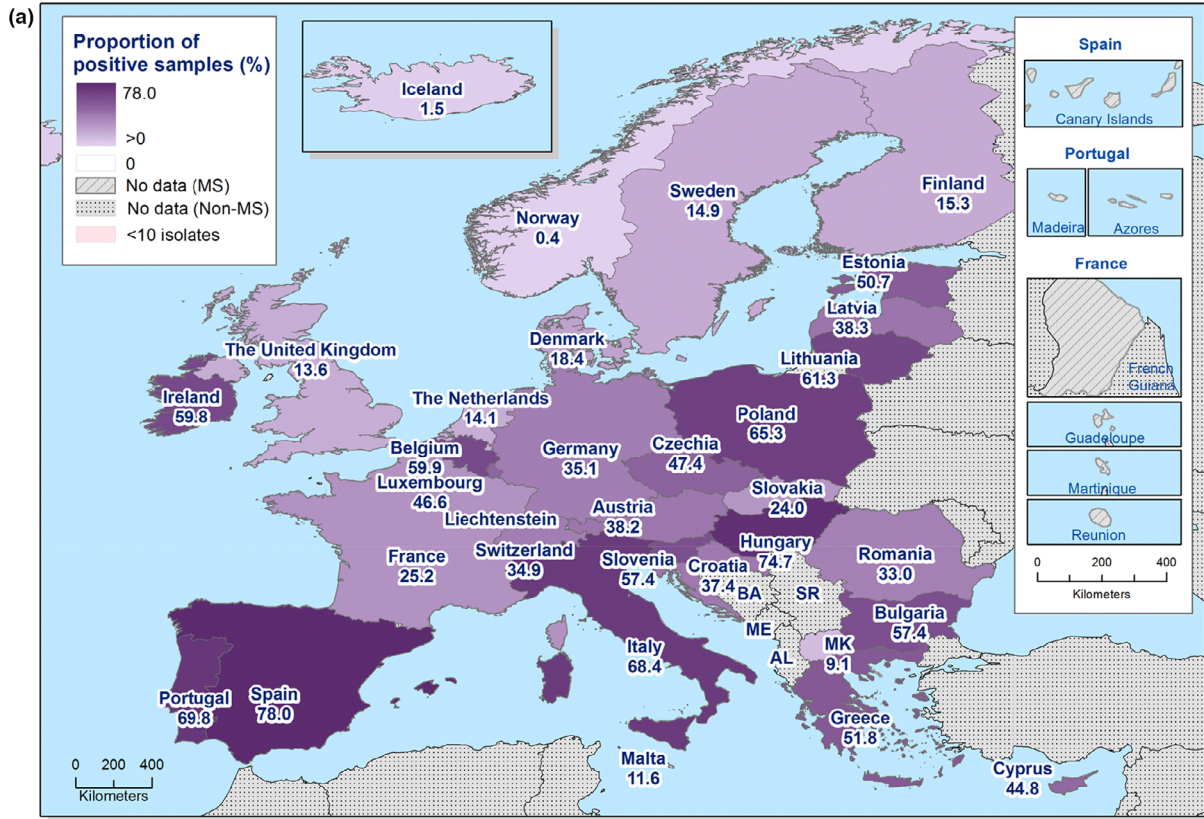 (a)
Proportion of
positive samples (%)
78.0
>0
0
No data (MS)
No data (Non-MS)
<10 isolates
Iceland
1.5
Norway
0.4
Sweden
14.9
Finland
15.3
Estonia
50.7
Latvia
38.3
Lithuania
61.3
Denmark
18.4
The United Kingdom
13.6
Ireland
59.8
The Netherlands
14.1
Belgium
59.9
Luxembourg
46.6
Germany
35.1
Poland
65.3
Czechia
47.4
Slovakia
24.0
Austria
38.2
Liechtenstein
Switzerland
34.9
France
25.2
Slovenia
57.4
Croatia
37.4
Hungary
74.7
Romania
33.0
BA
SR
ME
AL
MK
9.1
Bulgaria
57.4
Italy
68.4
Portugal
69.8
Spain
78.0
Greece
51.8
Malta
11.6
Cyprus
44.8
0 200 400
Kilometers
Spain
Canary Islands
Portugal
Madeira
Azores
France
French
Guiana
Guadeloupe
Martinique
Reunion
0 200 400
Kilometers